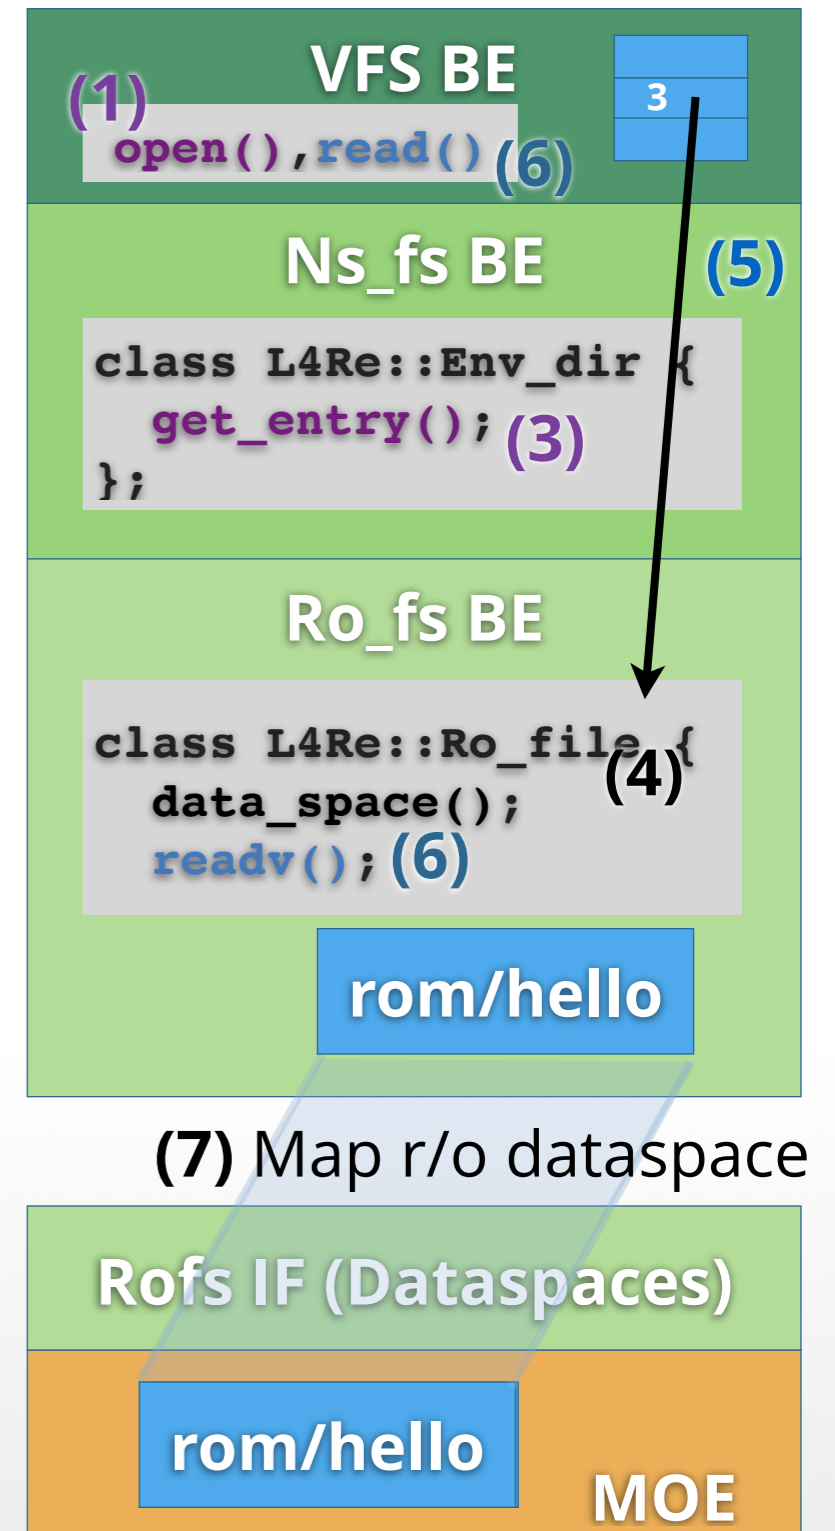 VFS BE
(1)
3
open(),read()
(6)
Ns_fs BE
(5)
class L4Re::Env_dir {
get_entry();
(3)
};
Ro_fs BE
class L4Re::Ro_file {
(4)
data_space();
readv(); (6)
rom/hello
(7) Map r/o dataspace
Rofs IF (Dataspaces)
rom/hello
MOE